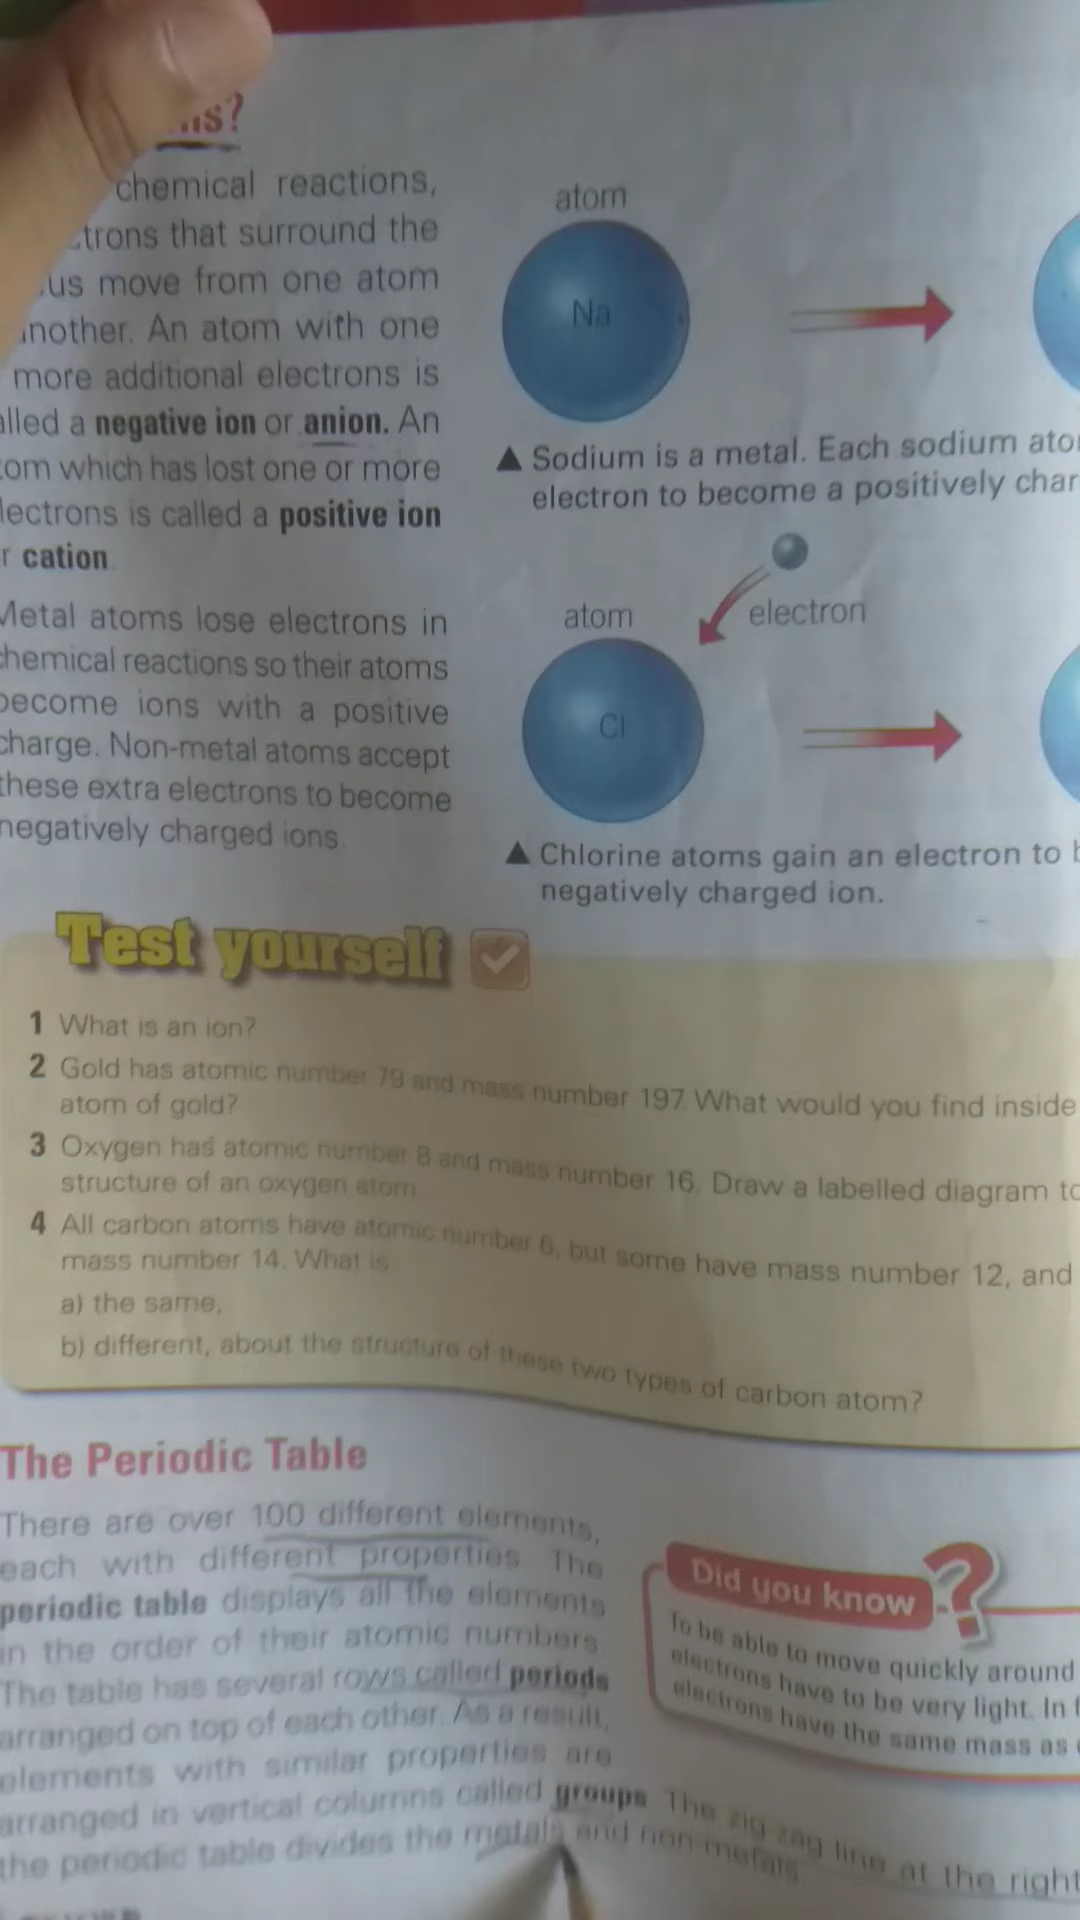 ns?
chemical reactions,
ctrons that surround the
us move from one atom
another. An atom with one
more additional electrons is
alled a negative ion or anion. An
tom which has lost one or more
lectrons is called a positive ion
r cation.
Metal atoms lose electrons in
chemical reactions so their atoms
become ions with a positive
charge. Non-metal atoms accept
these extra electrons to become
negatively charged ions.
atom
Na
▲ Sodium is a metal. Each sodium ato
electron to become a positively char
atom
electron
Cl
▲ Chlorine atoms gain an electron to b
negatively charged ion.
Test yourself
1 What is an ion?
2 Gold has atomic number 79 and mass number 197. What would you find inside
atom of gold?
3 Oxygen has atomic number 8 and mass number 16. Draw a labelled diagram to
structure of an oxygen atom.
4 All carbon atoms have atomic number 6, but some have mass number 12, and
mass number 14. What is
a) the same,
b) different, about the structure of these two types of carbon atom?
The Periodic Table
There are over 100 different elements,
each with different properties. The
periodic table displays all the elements
in the order of their atomic numbers.
The table has several rows called periods
arranged on top of each other. As a result,
elements with similar properties are
arranged in vertical columns called groups. The zig-zag line at the right
the periodic table divides the metals and non-metals.
Did you know ?
To be able to move quickly around
electrons have to be very light. In f
electrons have the same mass as